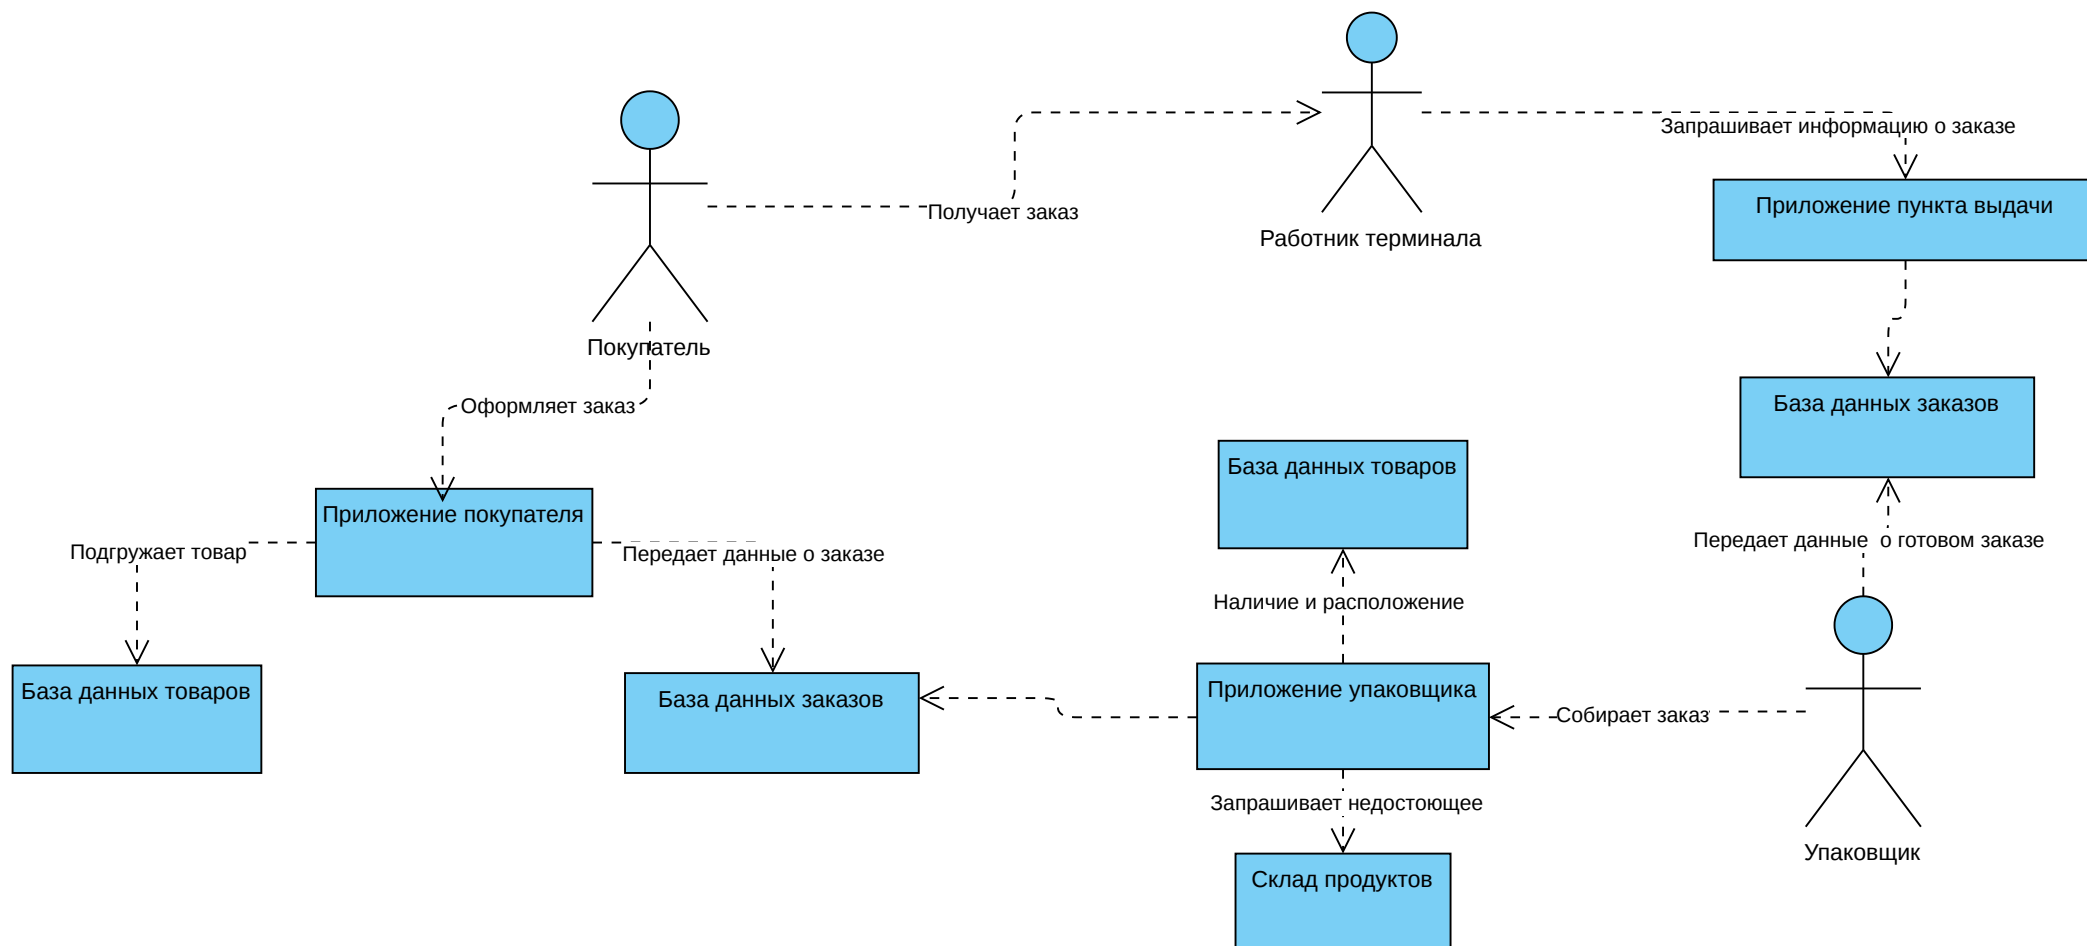 Запрашивает информацию о заказе
Получает заказ
Приложение пункта выдачи
Работник терминала
Покупатель
Оформляет заказ
База данных заказов
База данных товаров
Приложение покупателя
Подгружает товар
Передает данные о заказе
Передает данные  о готовом заказе
Наличие и расположение
База данных товаров
База данных заказов
Приложение упаковщика
Собирает заказ
Запрашивает недостоющее
Упаковщик
Склад продуктов